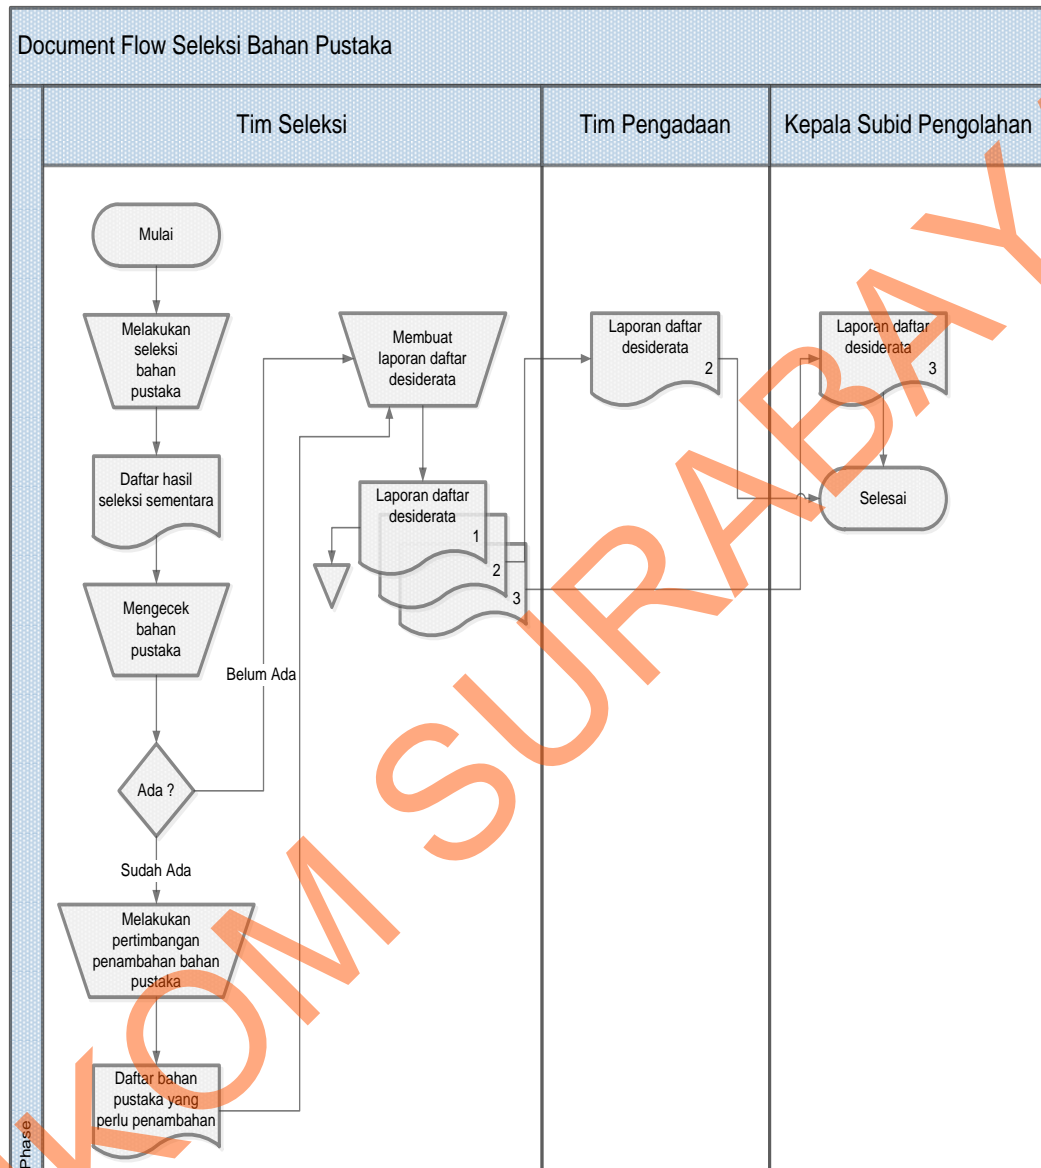 Document Flow Seleksi Bahan Pustaka
Tim Seleksi
Tim Pengadaan
Kepala Subid Pengolahan
Mulai
Melakukan
seleksi
bahan
pustaka
Daftar hasil
seleksi sementara
Mengecek
bahan
pustaka
Ada ?
Belum Ada
Sudah Ada
Melakukan
pertimbangan
penambahan bahan
pustaka
Daftar bahan
pustaka yang
perlu penambahan
Membuat
laporan daftar
desiderata
Laporan daftar
desiderata
1
2
3
Laporan daftar
desiderata
2
Laporan daftar
desiderata
3
Selesai
Phase
KOM SURABAY